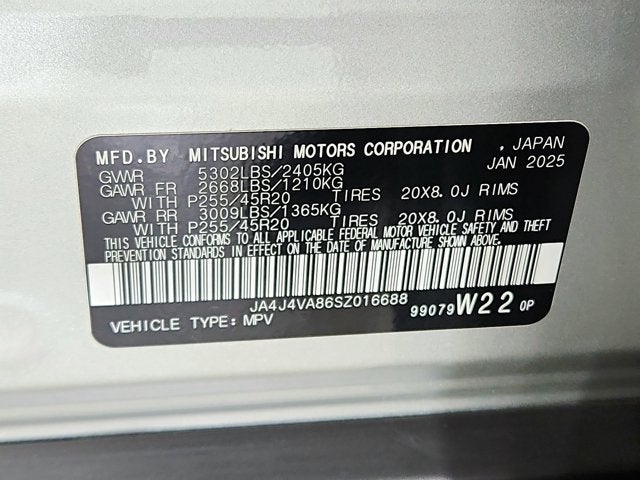 MFD.BY MITSUBISHI MOTORS CORPORATION , JAPAN
GVWR 5302LBS/2405KG JAN 2025
GAWR FR 2668LBS/1210KG
WITH P255/45R20 TIRES 20X8.0J RIMS
GAWR RR 3009LBS/1365KG
WITH P255/45R20 TIRES 20X8.0J RIMS
THIS VEHICLE CONFORMS TO ALL APPLICABLE FEDERAL MOTOR VEHICLE SAFETY AND THEFT
PREVENTION STANDARDS IN EFFECT ON THE DATE OF MANUFACTURE SHOWN ABOVE.
JA4J4VA86SZ016688
VEHICLE TYPE: MPV 99079 W22 0P